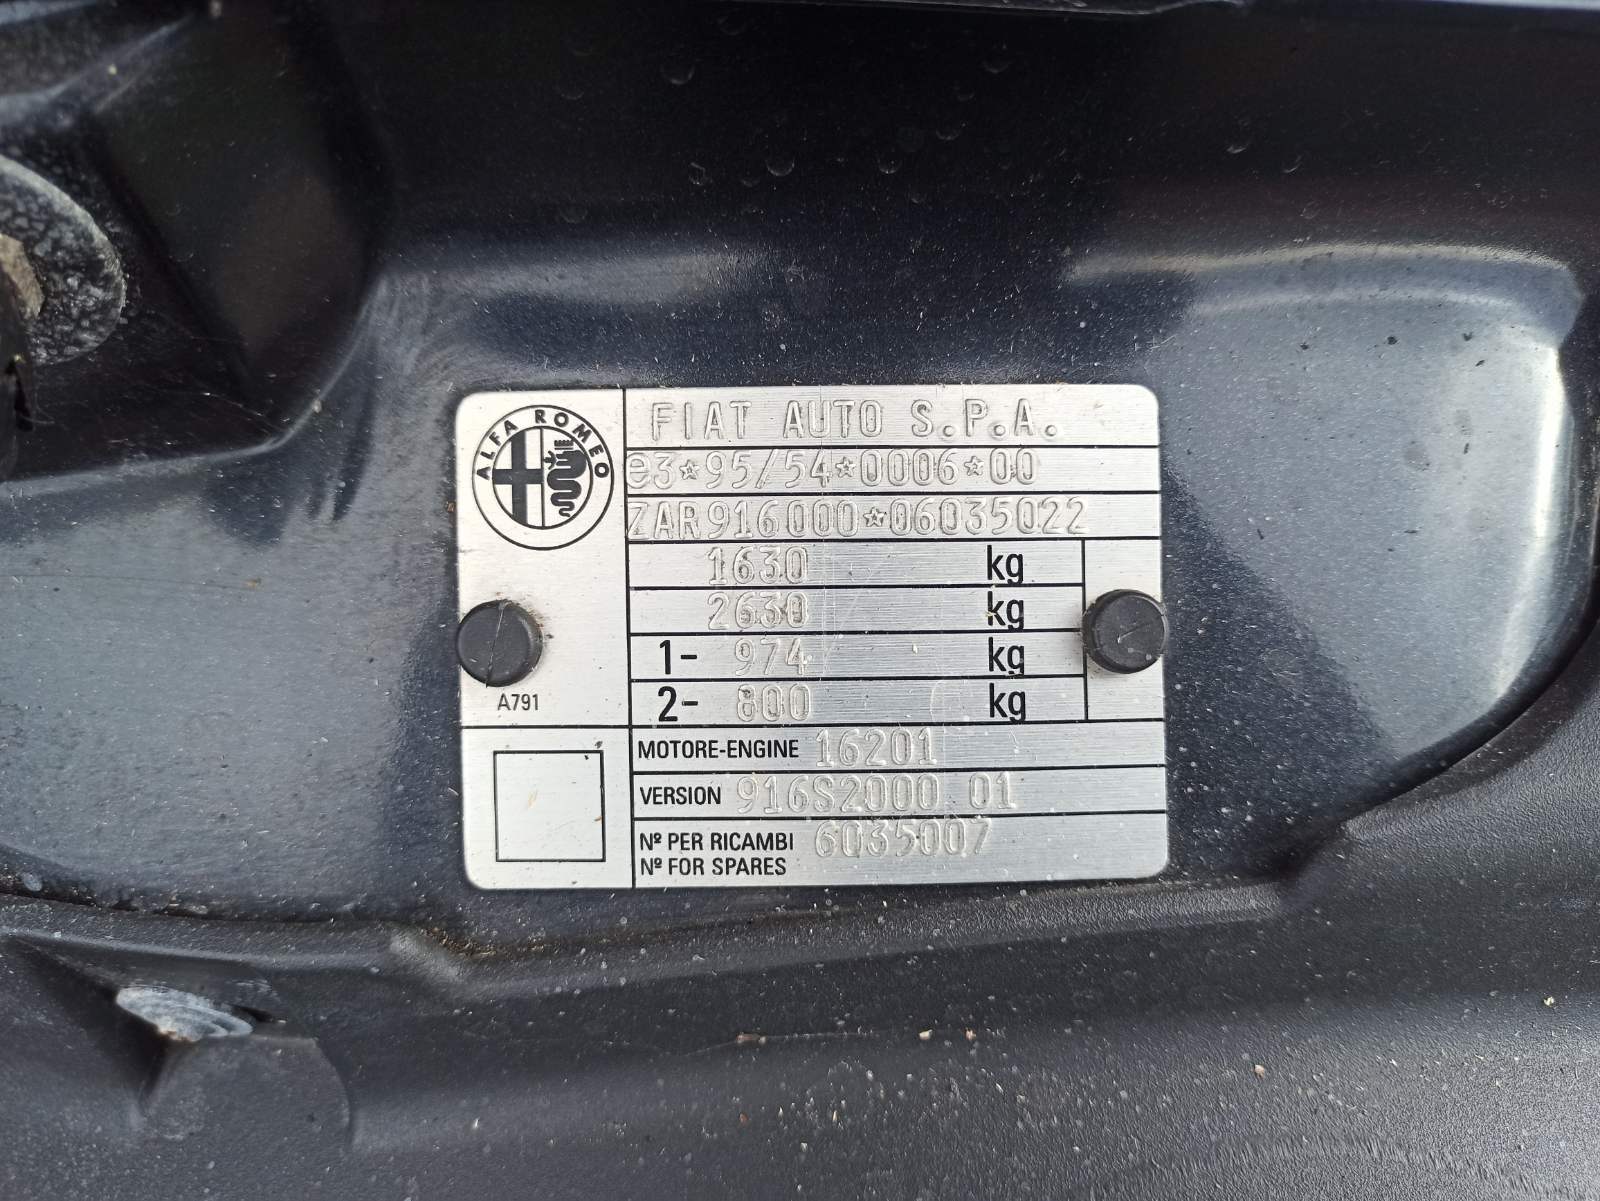 ALFA ROMEO
FIAT AUTO S.P.A.
e3*95/54*0006*00
ZAR916000*06035022
1630 kg
2630 kg
1- 974 kg
2- 800 kg
A791
MOTORE-ENGINE 16201
VERSION 916S2000 01
Nº PER RICAMBI 6035007
Nº FOR SPARES